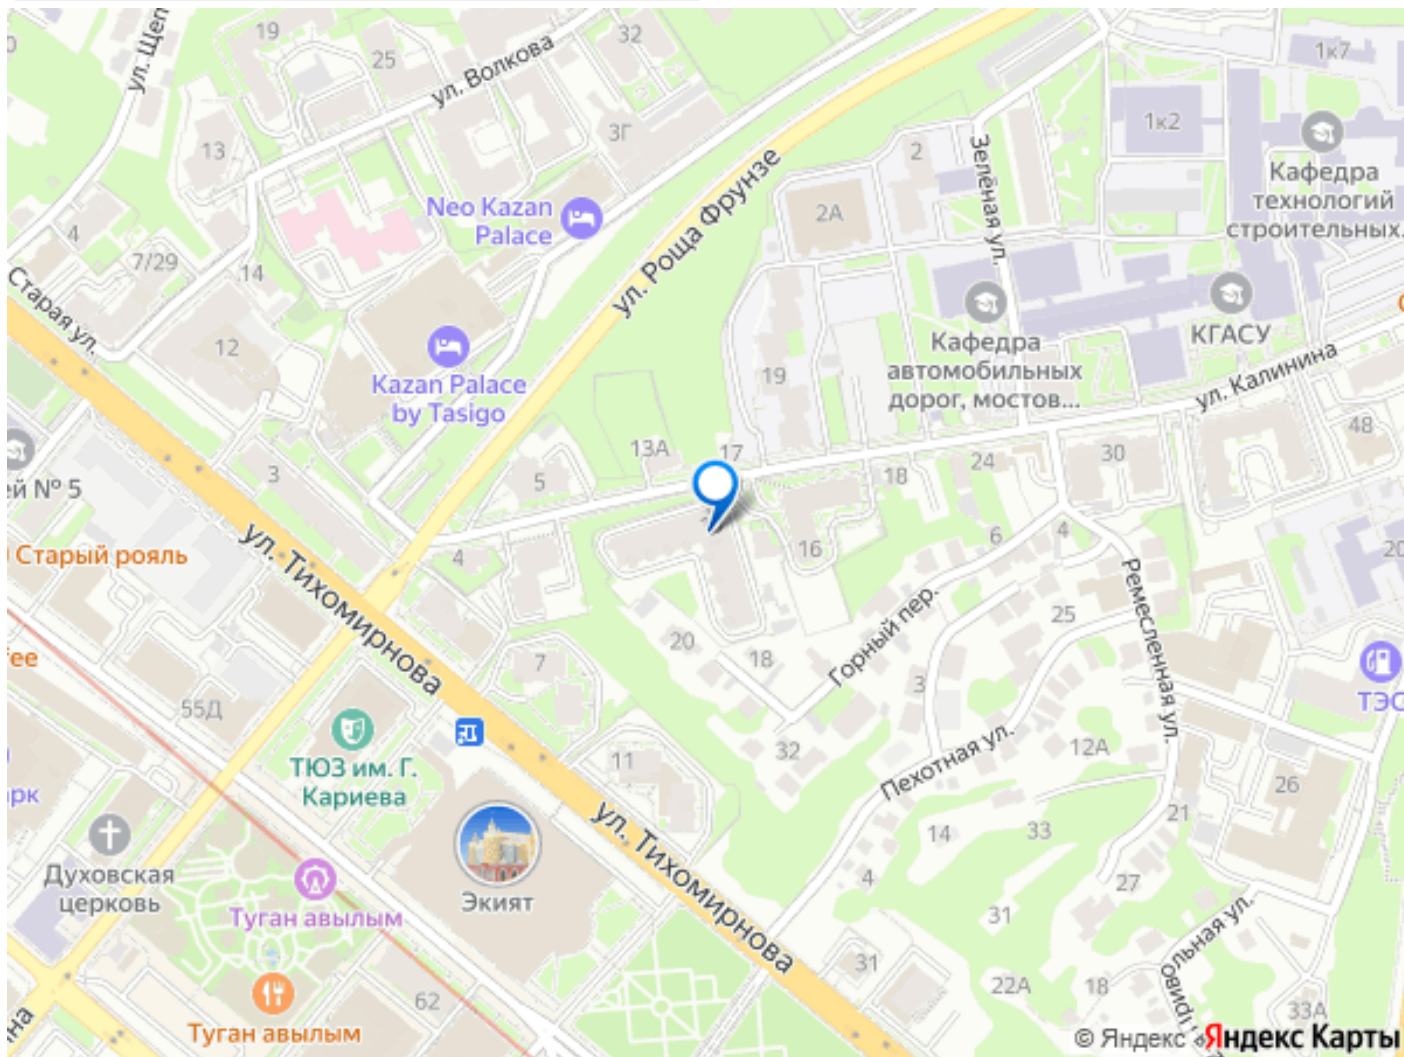 19
ул. Щеп
25
ул. Волкова
32
3Г
13
1к7
1к2
2
Зелёная ул.
Кафедра
технологий
строительных...
Neo Kazan
Palace
ул. Роща Фрунзе
2А
4
7/29
14
Старая ул.
12
Kazan Palace
by Tasigo
КГАСУ
Кафедра
автомобильных
дорог, мостов...
ул. Калинина
19
17
13А
5
3
18
24
30
48
ей № 5
Старый рояль
ул. Тихомирнова
4
16
6
4
20
25
Горный пер.
Ремесленная ул.
20
18
7
3
fee
55Д
ТЮЗ им. Г.
Кариева
32
Пехотная ул.
12А
ТЭС
арк
11
26
21
14
33
Духовская
церковь
Туган авылым
Экият
ул. Тихомирнова
4
27
31
31
22А
18
ольная ул.
33А
Туган авылым
62
ина
© Яндекс
Яндекс Карты